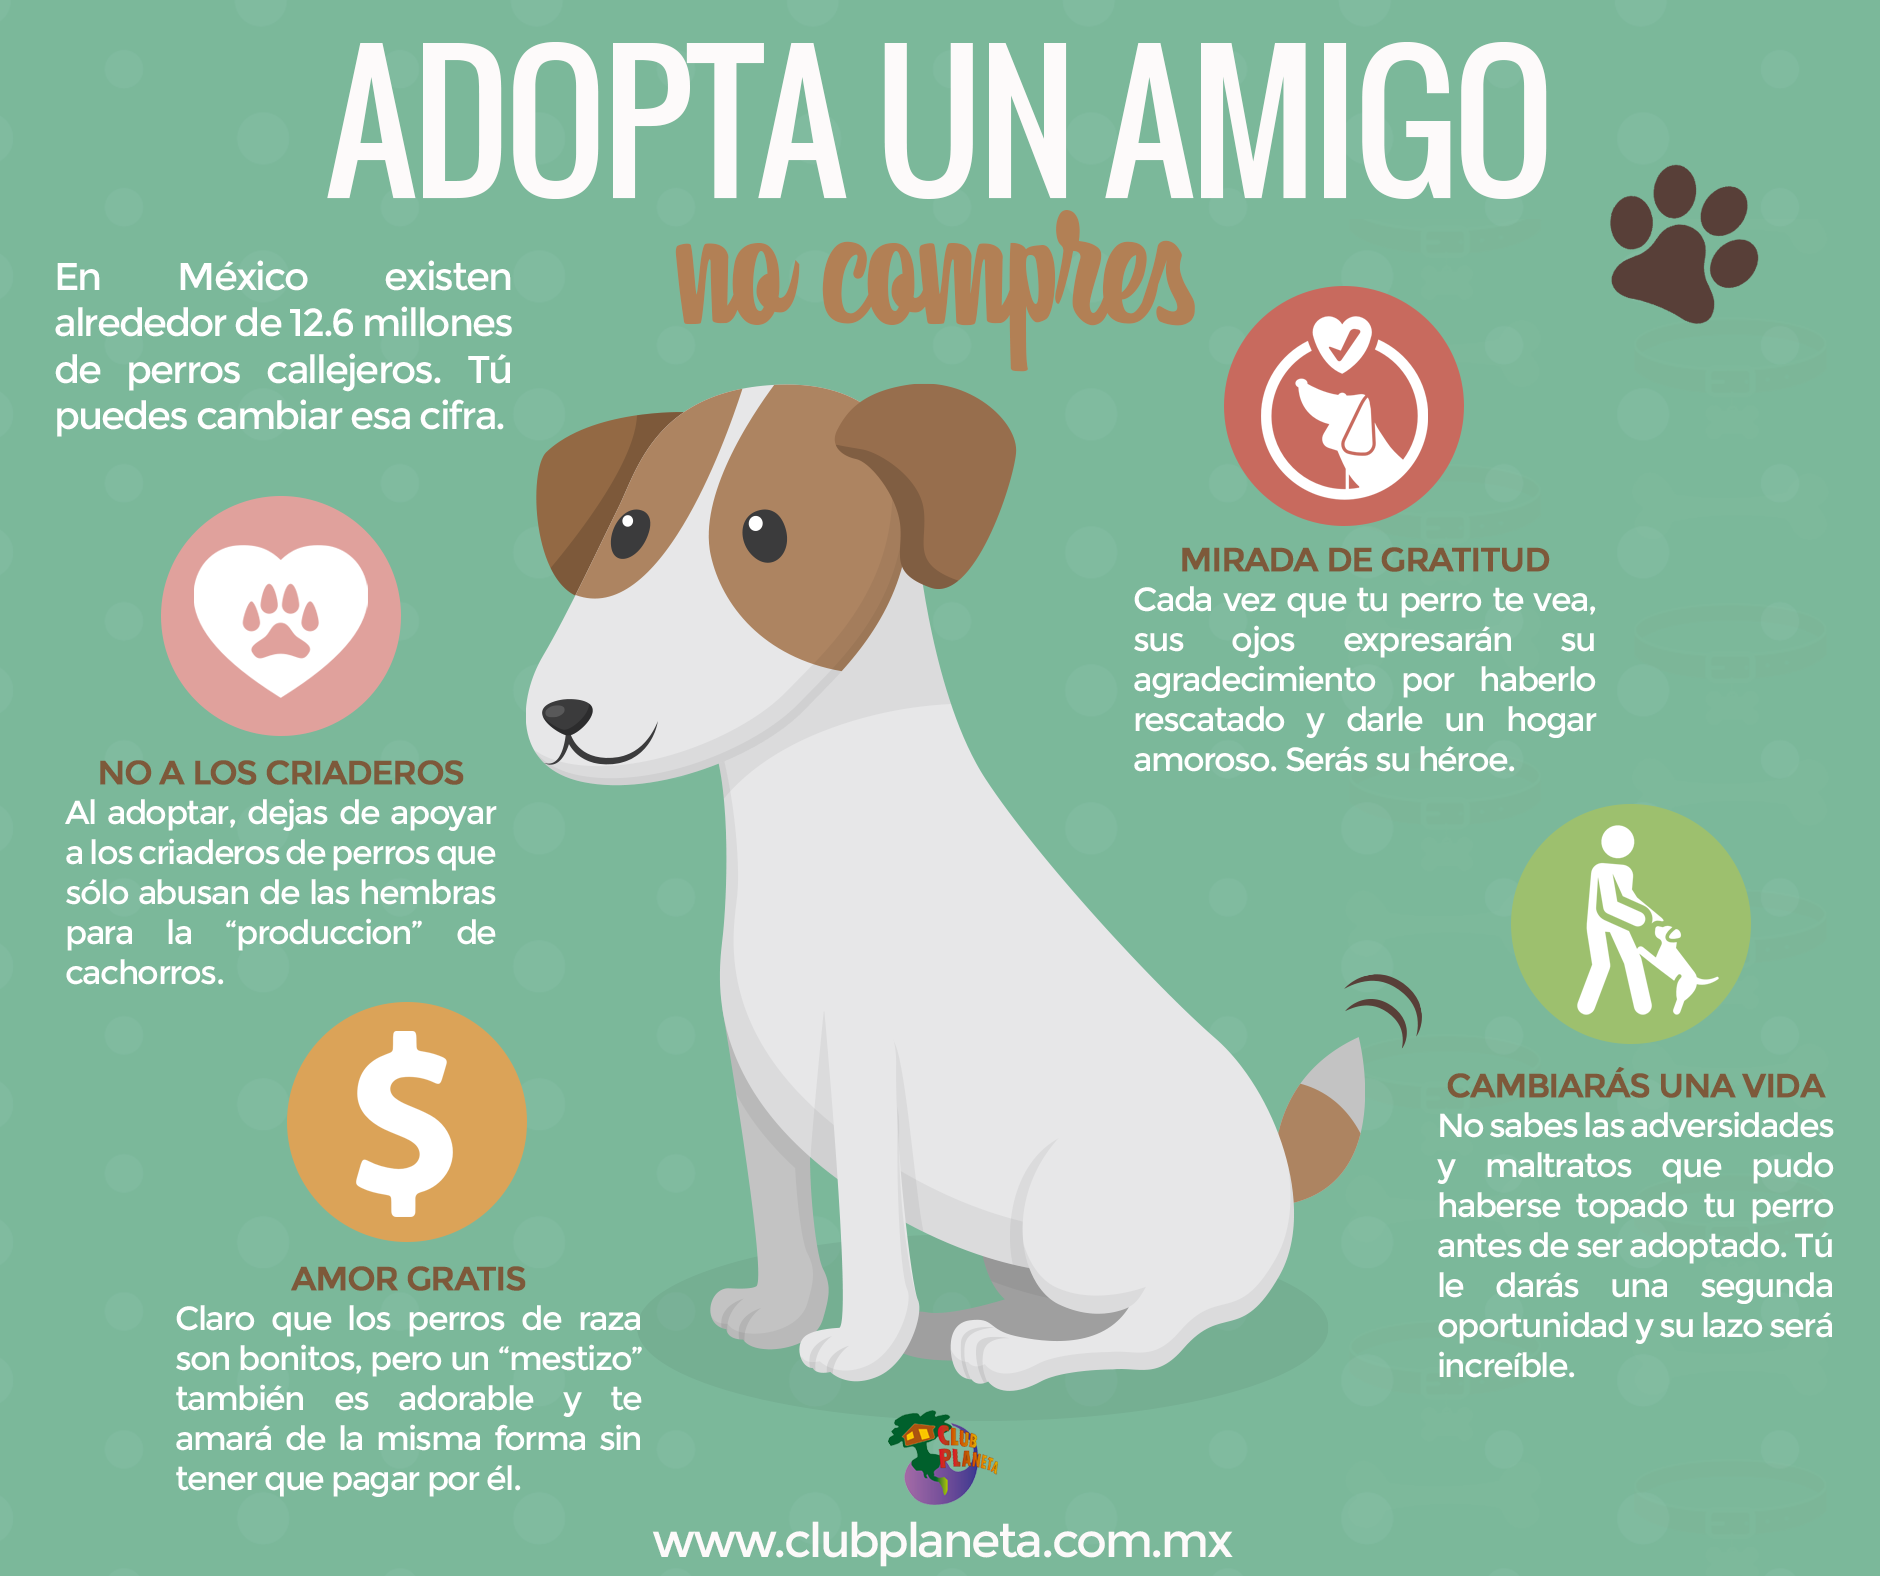 ADOPTA UN AMIGO
no compres
En México existen
alrededor de 12.6 millones
de perros callejeros. Tú
puedes cambiar esa cifra.
NO A LOS CRIADEROS
Al adoptar, dejas de apoyar
a los criaderos de perros que
sólo abusan de las hembras
para la “produccion” de
cachorros.
$
AMOR GRATIS
Claro que los perros de raza
son bonitos, pero un “mestizo”
también es adorable y te
amará de la misma forma sin
tener que pagar por él.
MIRADA DE GRATITUD
Cada vez que tu perro te vea,
sus ojos expresarán su
agradecimiento por haberlo
rescatado y darle un hogar
amoroso. Serás su héroe.
CAMBIARÁS UNA VIDA
No sabes las adversidades
y maltratos que pudo
haberse topado tu perro
antes de ser adoptado. Tú
le darás una segunda
oportunidad y su lazo será
increíble.
CLUB
PLANETA
www.clubplaneta.com.mx